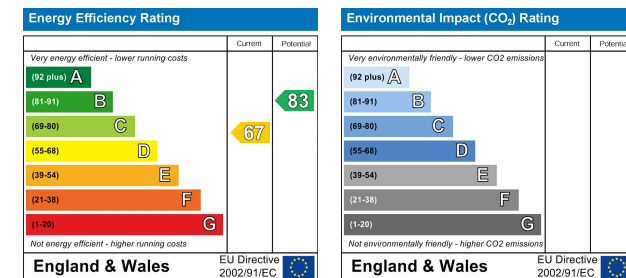 Energy Efficiency Rating
Current Potential
Very energy efficient - lower running costs
(92 plus) A
(81-91) B
83
(69-80) C
67
(55-68) D
(39-54) E
(21-38) F
(1-20) G
Not energy efficient - higher running costs
England & Wales
EU Directive
2002/91/EC
Environmental Impact (CO2) Rating
Current Potential
Very environmentally friendly - lower CO2 emissions
(92 plus) A
(81-91) B
(69-80) C
(55-68) D
(39-54) E
(21-38) F
(1-20) G
Not environmentally friendly - higher CO2 emissions
England & Wales
EU Directive
2002/91/EC